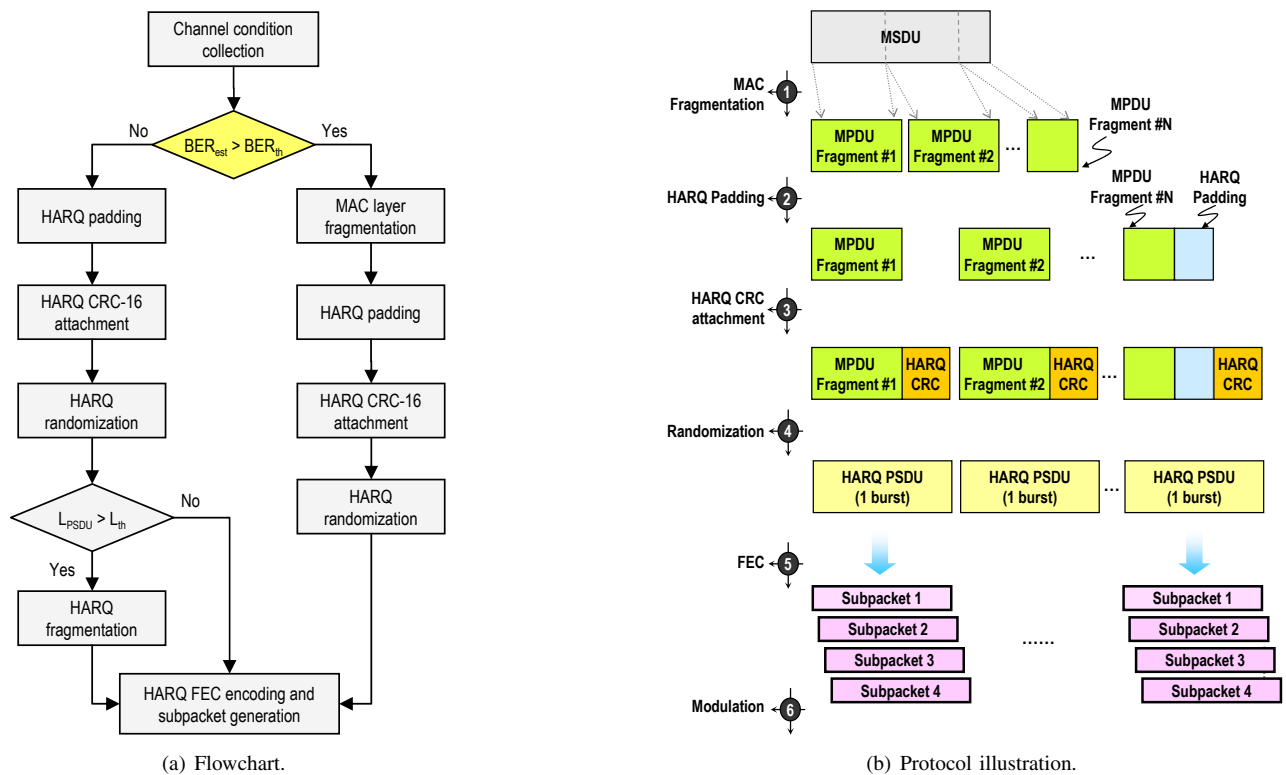 Channel condition
collection
No
Yes
BERest > BERth
HARQ padding
MAC layer
fragmentation
HARQ CRC-16
attachment
HARQ padding
HARQ
randomization
HARQ CRC-16
attachment
LPSDU > Lth
No
HARQ
randomization
Yes
HARQ
fragmentation
HARQ FEC encoding and
subpacket generation
(a) Flowchart.
MSDU
MAC
Fragmentation
1
MPDU
Fragment #1
MPDU
Fragment #2
...
MPDU
Fragment #N
HARQ Padding
2
MPDU
Fragment #N
HARQ
Padding
MPDU
Fragment #1
MPDU
Fragment #2
...
HARQ CRC
attachment
3
MPDU
Fragment #1
HARQ
CRC
MPDU
Fragment #2
HARQ
CRC
...
HARQ
CRC
Randomization
4
HARQ PSDU
(1 burst)
HARQ PSDU
(1 burst)
...
HARQ PSDU
(1 burst)
FEC
5
Subpacket 1
Subpacket 2
Subpacket 3
Subpacket 4
......
Subpacket 1
Subpacket 2
Subpacket 3
Subpacket 4
Modulation
6
(b) Protocol illustration.